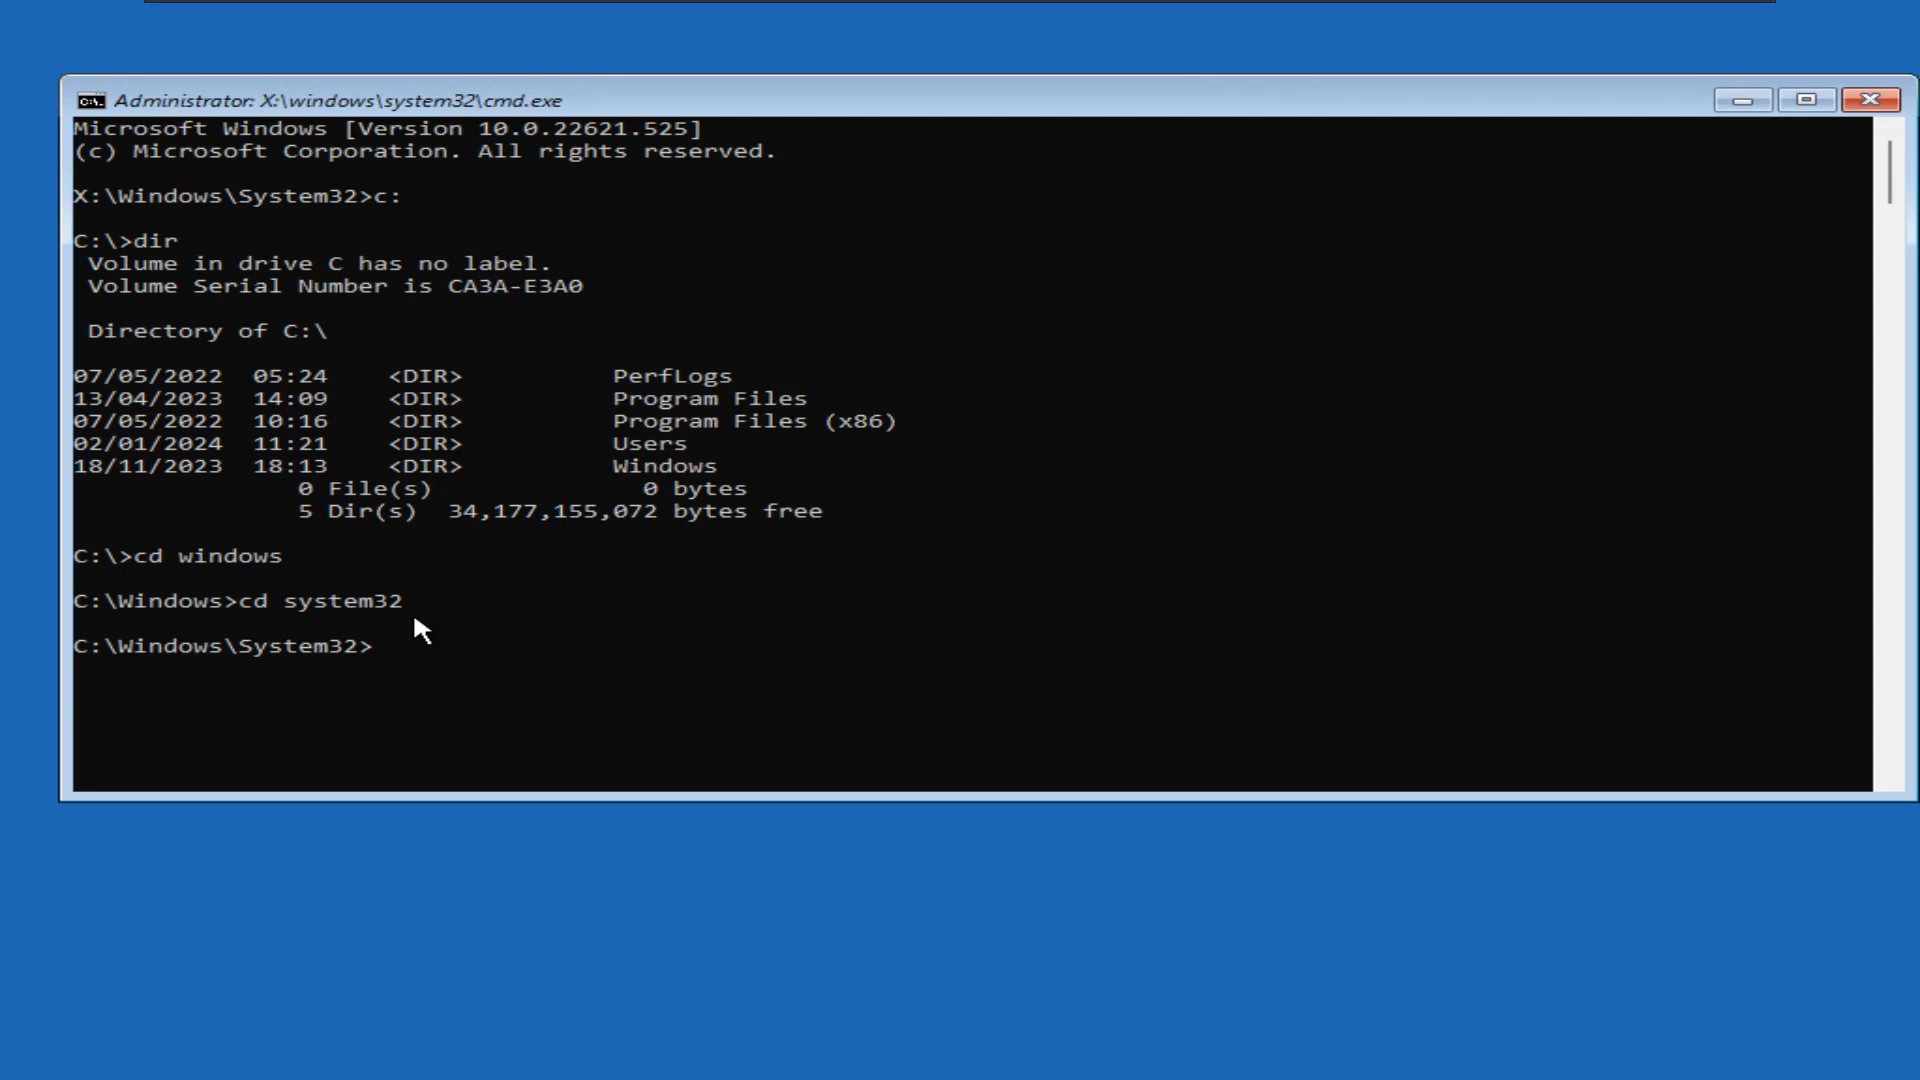 Administrator: X:\windows\system32\cmd.exe
Microsoft Windows [Version 10.0.22621.525]
(c) Microsoft Corporation. All rights reserved.
X:\Windows\System32>c:
C:\>dir
Volume in drive C has no label.
Volume Serial Number is CA3A-E3A0
Directory of C:\
07/05/2022 05:24 <DIR> PerfLogs
13/04/2023 14:09 <DIR> Program Files
07/05/2022 10:16 <DIR> Program Files (x86)
02/01/2024 11:21 <DIR> Users
18/11/2023 18:13 <DIR> Windows
0 File(s) 0 bytes
5 Dir(s) 34,177,155,072 bytes free
C:\>cd windows
C:\Windows>cd system32
C:\Windows\System32>